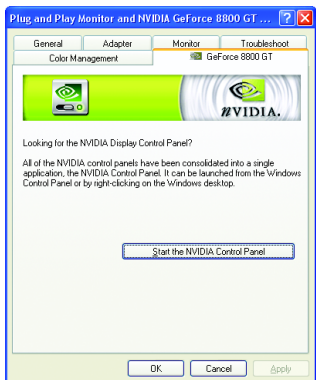 Plug and Play Monitor and NVIDIA GeForce 8800 GT ...
General Adapter Monitor Troubleshoot
Color Management GeForce 8800 GT
NVIDIA.
Looking for the NVIDIA Display Control Panel?
All of the NVIDIA control panels have been consolidated into a single
application, the NVIDIA Control Panel. It can be launched from the Windows
Control Panel or by right-clicking on the Windows desktop.
Start the NVIDIA Control Panel
OK Cancel Apply